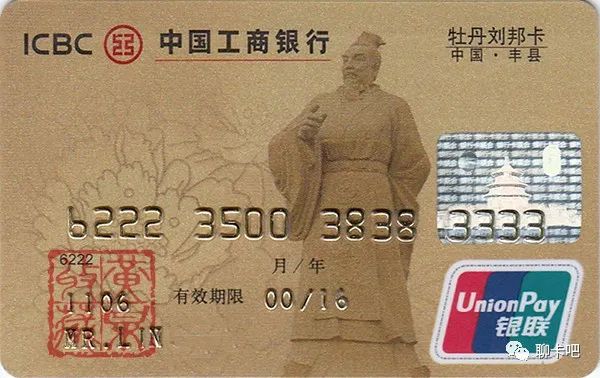 ICBC 中国工商银行
牡丹刘邦卡
中国·丰县
6222 3500 3838 3333
6222
月/年
1106 有效期限 00/16
MR.LIN
UnionPay
银联
聊卡吧